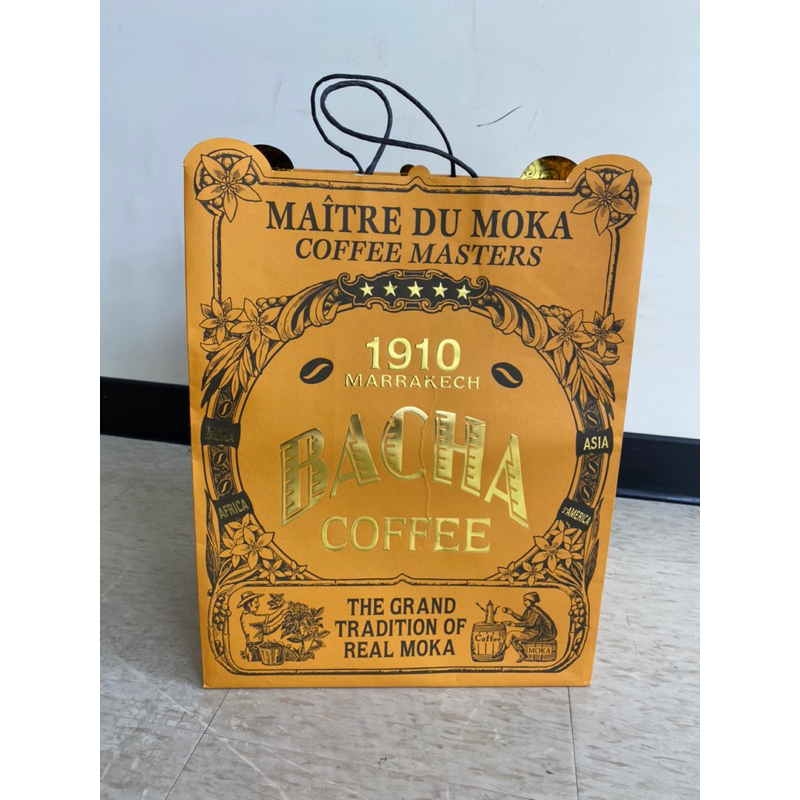 MAÎTRE DU MOKA
COFFEE MASTERS
1910
MARRAKECH
BACHA
COFFEE
ASIA
AFRICA
S.AMERICA
THE GRAND
TRADITION OF
REAL MOKA
Coffee
MOKA